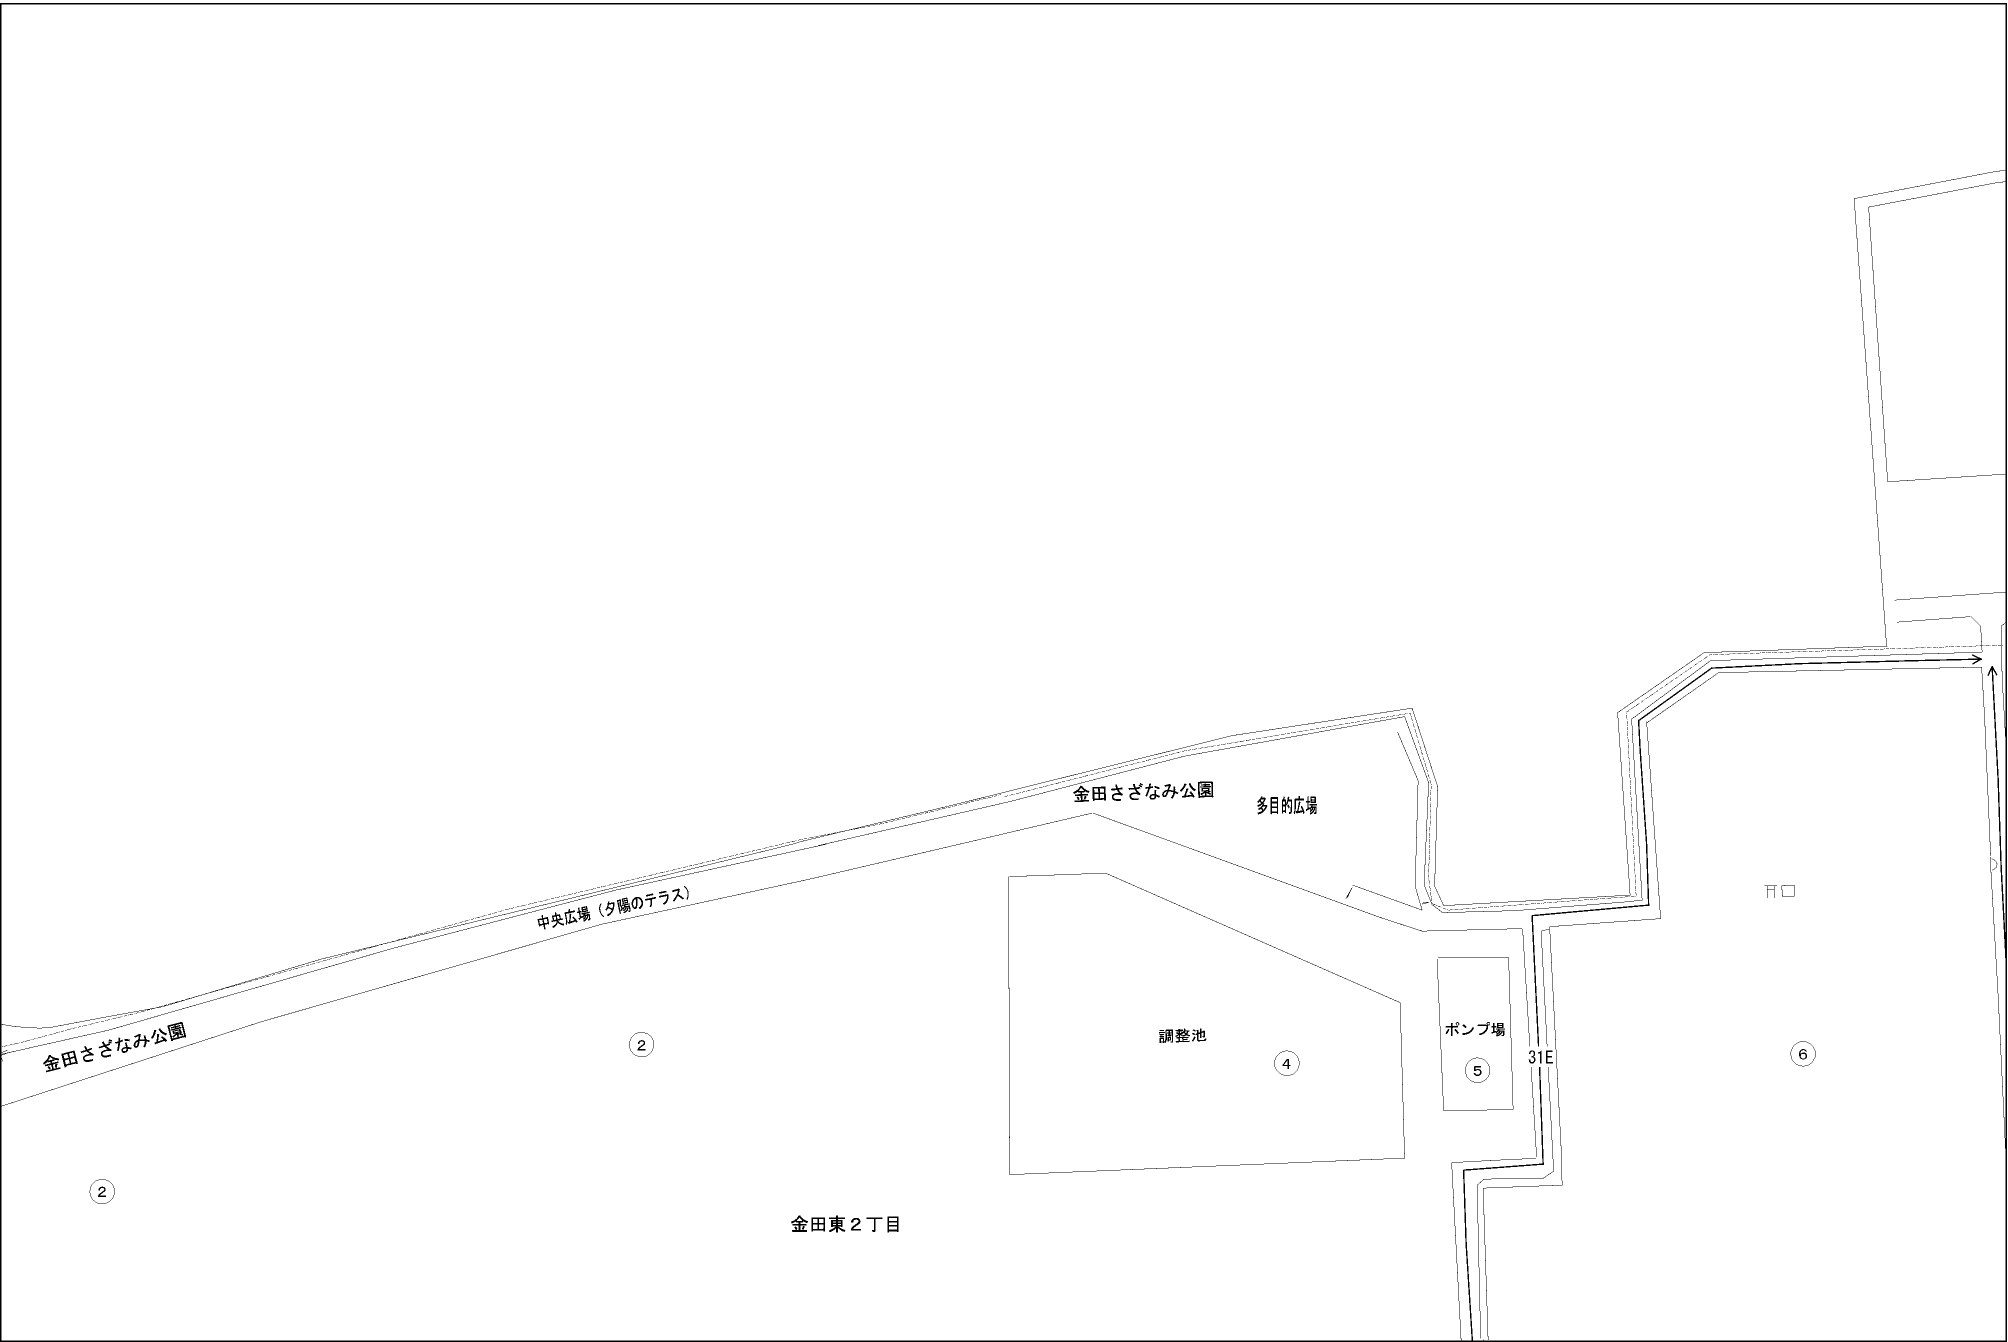 金田さざなみ公園
多目的広場
中央広場（夕陽のテラス）
金田さざなみ公園
調整池
ポンプ場
②
④
⑤
31E
⑥
②
金田東２丁目